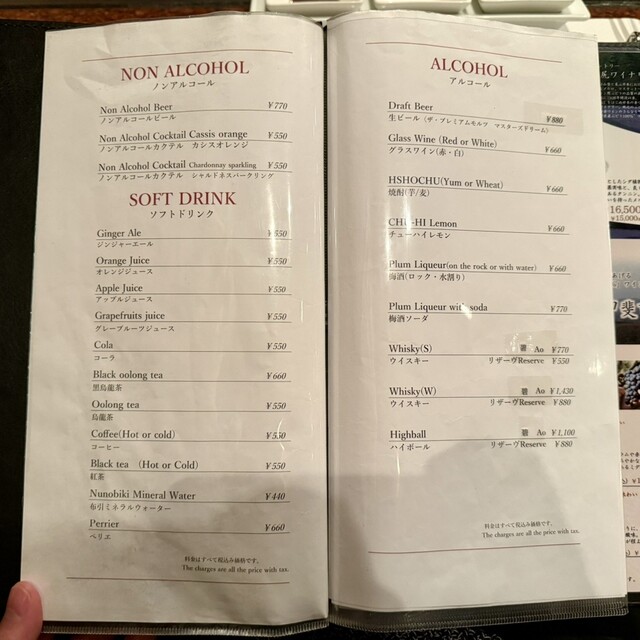 NON ALCOHOL
ノンアルコール
Non Alcohol Beer ¥770
ノンアルコールビール
Non Alcohol Cocktail Cassis orange ¥550
ノンアルコールカクテル カシスオレンジ
Non Alcohol Cocktail Chardonnay sparkling ¥550
ノンアルコールカクテル シャルドネスパークリング
SOFT DRINK
ソフトドリンク
Ginger Ale ¥550
ジンジャーエール
Orange Juice ¥550
オレンジジュース
Apple Juice ¥550
アップルジュース
Grapefruits juice ¥550
グレープルーツジュース
Cola ¥550
コーラ
Black oolong tea ¥660
黒烏龍茶
Oolong tea ¥550
烏龍茶
Coffee(Hot or cold) ¥550
コーヒー
Black tea (Hot or Cold) ¥550
紅茶
Nunobiki Mineral Water ¥440
布引ミネラルウォーター
Perrier ¥660
ペリエ
料金はすべて税込み価格です。
The charges are all the price with tax.
ALCOHOL
アルコール
Draft Beer ¥880
生ビール (ザ・プレミアムモルツ マスターズドリーム)
Glass Wine (Red or White) ¥660
グラスワイン(赤・白)
HSHOCHU(Yum or Wheat) ¥660
焼酎(芋/麦)
CHU-HI Lemon ¥660
チューハイレモン
Plum Liqueur(on the rock or with water) ¥660
梅酒(ロック・水割り)
Plum Liqueur with soda ¥770
梅酒ソーダ
Whisky(S) 碧 Ao ¥770
ウイスキー リザーヴReserve ¥550
Whisky(W) 碧 Ao ¥1,430
ウイスキー リザーヴReserve ¥880
Highball 碧 Ao ¥1,100
ハイボール リザーヴReserve ¥880
料金はすべて税込み価格です。
The charges are all the price with tax.
16,500
¥15,000